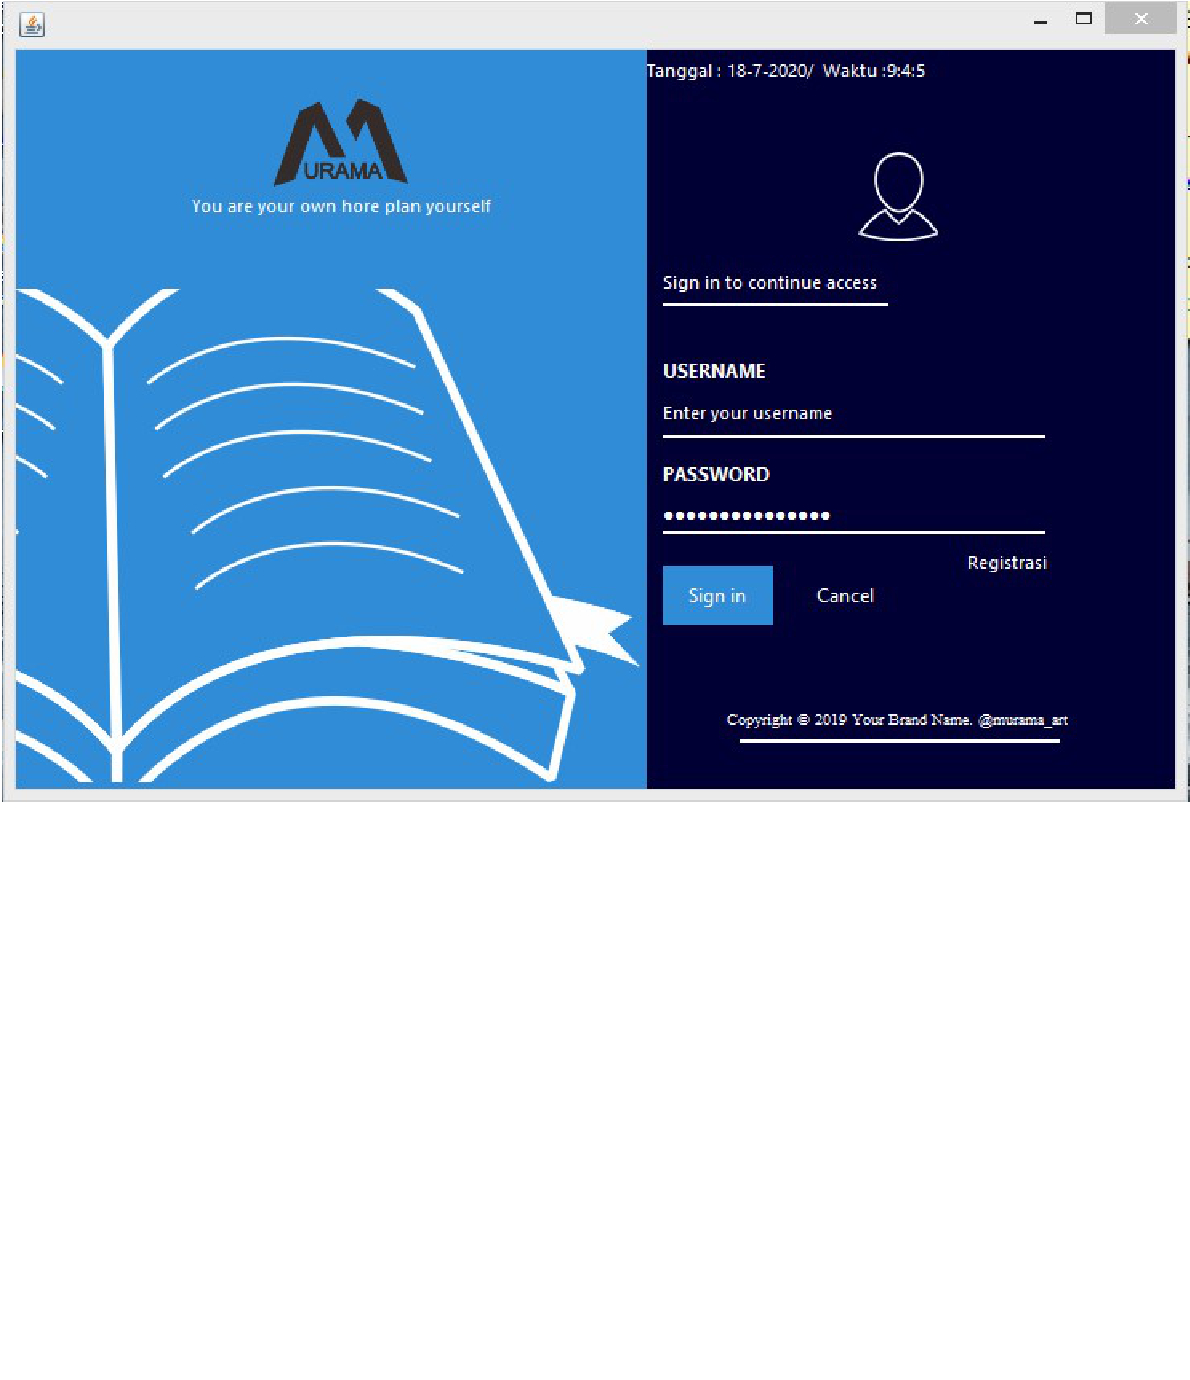 URAMA
You are your own hore plan yourself
Tanggal : 18-7-2020/ Waktu :9:4:5
Sign in to continue access
USERNAME
Enter your username
PASSWORD
•••••••••••••••
Registrasi
Sign in
Cancel
Copyright © 2019 Your Brand Name. @murama_art